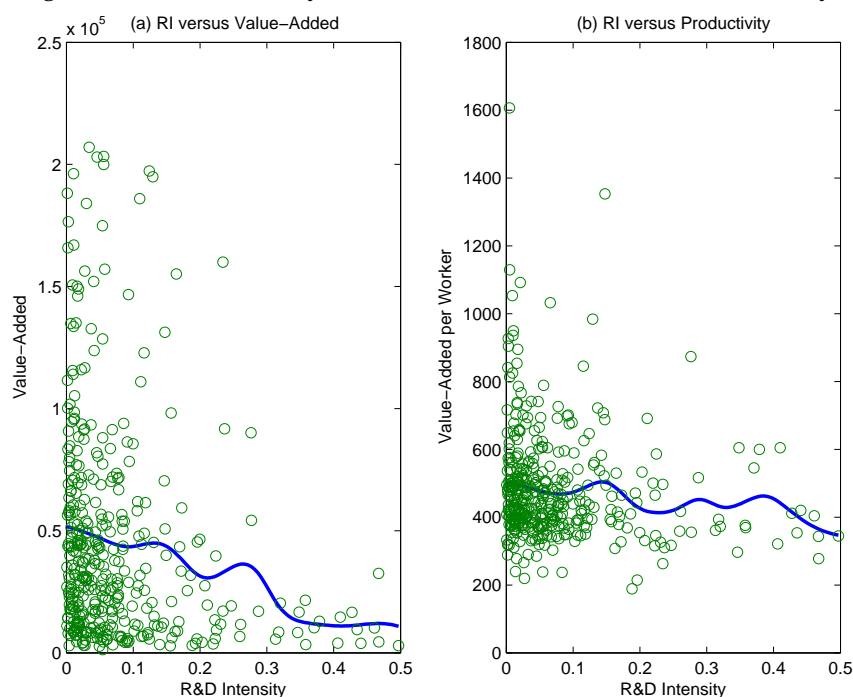 x 10^5
(a) RI versus Value-Added
2.5
2
1.5
1
0.5
0
0 0.1 0.2 0.3 0.4 0.5
Value-Added
R&D Intensity
(b) RI versus Productivity
1800
1600
1400
1200
1000
800
600
400
200
0
0 0.1 0.2 0.3 0.4 0.5
Value-Added per Worker
R&D Intensity